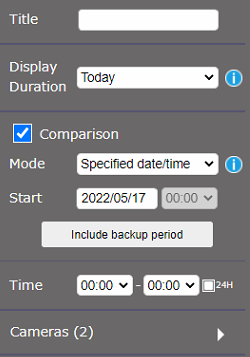 Title
Display
Duration
Today
Comparison
Mode
Specified date/time
Start
2022/05/17
00:00
Include backup period
Time
00:00
-
00:00
24H
Cameras (2)